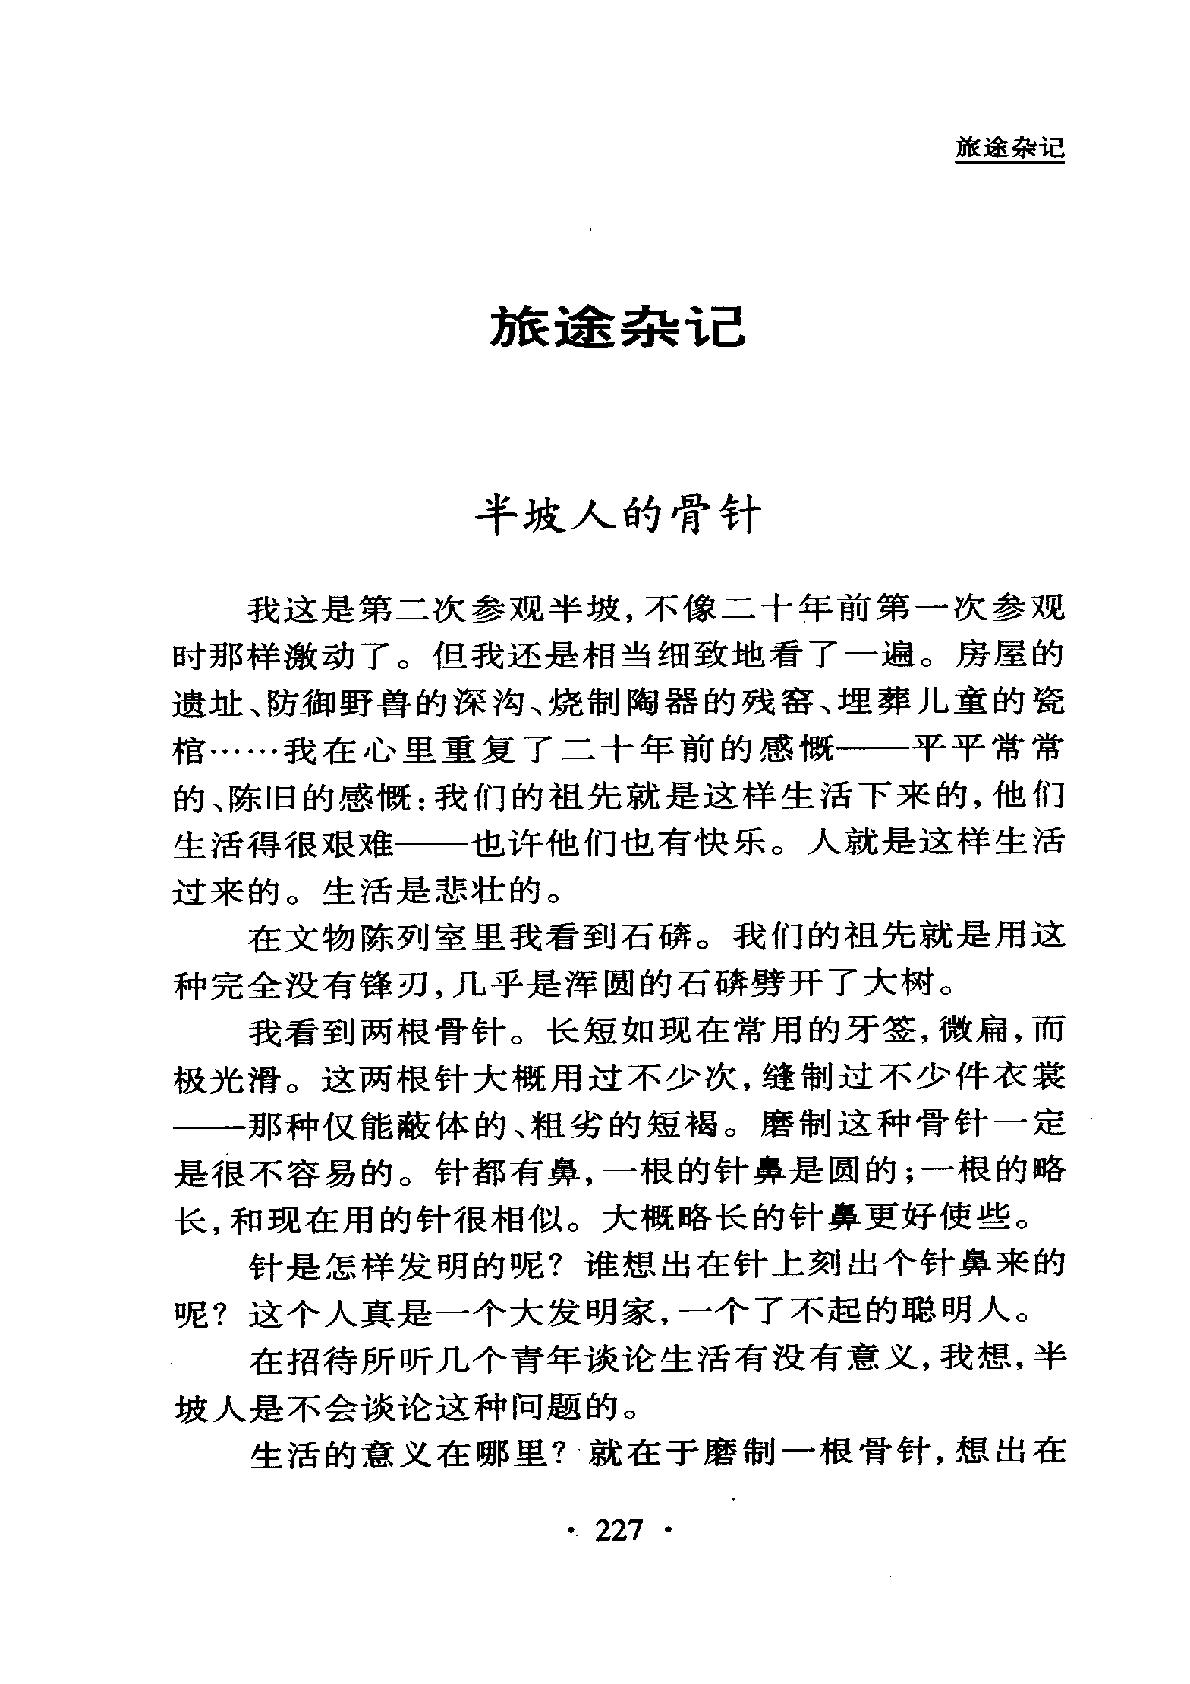 旅途杂记
旅途杂记
半坡人的骨针
我这是第二次参观半坡,不像二十年前第一次参观
时那样激动了。但我还是相当细致地看了一遍。房屋的
遗址、防御野兽的深沟、烧制陶器的残窑、埋葬儿童的瓷
棺……我在心里重复了二十年前的感慨——平平常常
的、陈旧的感慨:我们的祖先就是这样生活下来的,他们
生活得很艰难——也许他们也有快乐。人就是这样生活
过来的。生活是悲壮的。
在文物陈列室里我看到石锛。我们的祖先就是用这
种完全没有锋刃,几乎是浑圆的石锛劈开了大树。
我看到两根骨针。长短如现在常用的牙签,微扁,而
极光滑。这两根针大概用过不少次,缝制过不少件衣裳
——那种仅能蔽体的、粗劣的短褐。磨制这种骨针一定
是很不容易的。针都有鼻,一根的针鼻是圆的;一根的略
长,和现在用的针很相似。大概略长的针鼻更好使些。
针是怎样发明的呢?谁想出在针上刻出个针鼻来的
呢?这个人真是一个大发明家,一个了不起的聪明人。
在招待所听几个青年谈论生活有没有意义,我想,半
坡人是不会谈论这种问题的。
生活的意义在哪里?就在于磨制一根骨针,想出在
· 227 ·